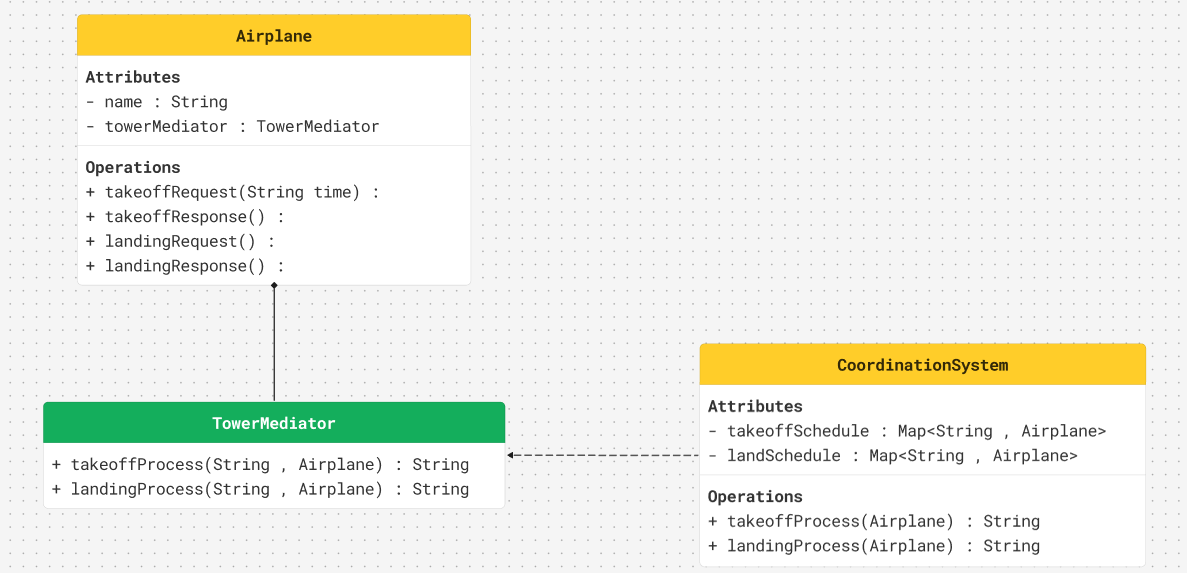 Airplane
Attributes
- name : String
- towerMediator : TowerMediator
Operations
+ takeoffRequest(String time) :
+ takeoffResponse() :
+ landingRequest() :
+ landingResponse() :
TowerMediator
+ takeoffProcess(String , Airplane) : String
+ landingProcess(String , Airplane) : String
CoordinationSystem
Attributes
- takeoffSchedule : Map<String , Airplane>
- landSchedule : Map<String , Airplane>
Operations
+ takeoffProcess(Airplane) : String
+ landingProcess(Airplane) : String